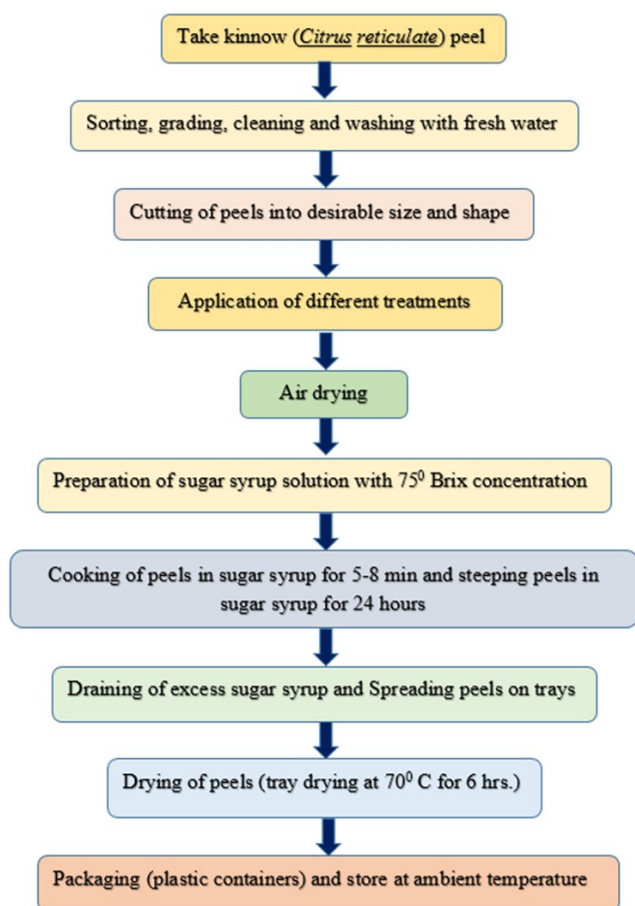 Take kinnow (Citrus reticulate) peel
Sorting, grading, cleaning and washing with fresh water
Cutting of peels into desirable size and shape
Application of different treatments
Air drying
Preparation of sugar syrup solution with 75⁰ Brix concentration
Cooking of peels in sugar syrup for 5-8 min and steeping peels in
sugar syrup for 24 hours
Draining of excess sugar syrup and Spreading peels on trays
Drying of peels (tray drying at 70⁰ C for 6 hrs.)
Packaging (plastic containers) and store at ambient temperature